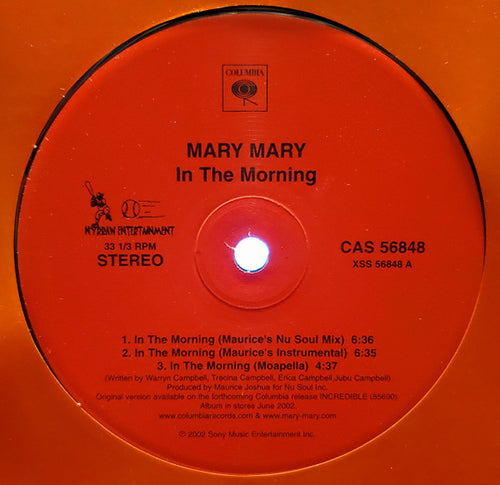 COLUMBIA
MARY MARY
In The Morning
MYRRAW ENTERTAINMENT
33 1/3 RPM
STEREO
CAS 56848
XSS 56848 A
1. In The Morning (Maurice's Nu Soul Mix) 6:36
2. In The Morning (Maurice's Instrumental) 6:35
3. In The Morning (Moapella) 4:37
(Written by Warryn Campbell, Trecina Campbell, Erica Campbell,Jubu Campbell)
Produced by Maurice Joshua for Nu Soul Inc.
Original version available on the forthcoming Columbia release INCREDIBLE (85690).
Album in stores June 2002.
www.columbiarecords.com & www.mary-mary.com
© 2002 Sony Music Entertainment Inc.